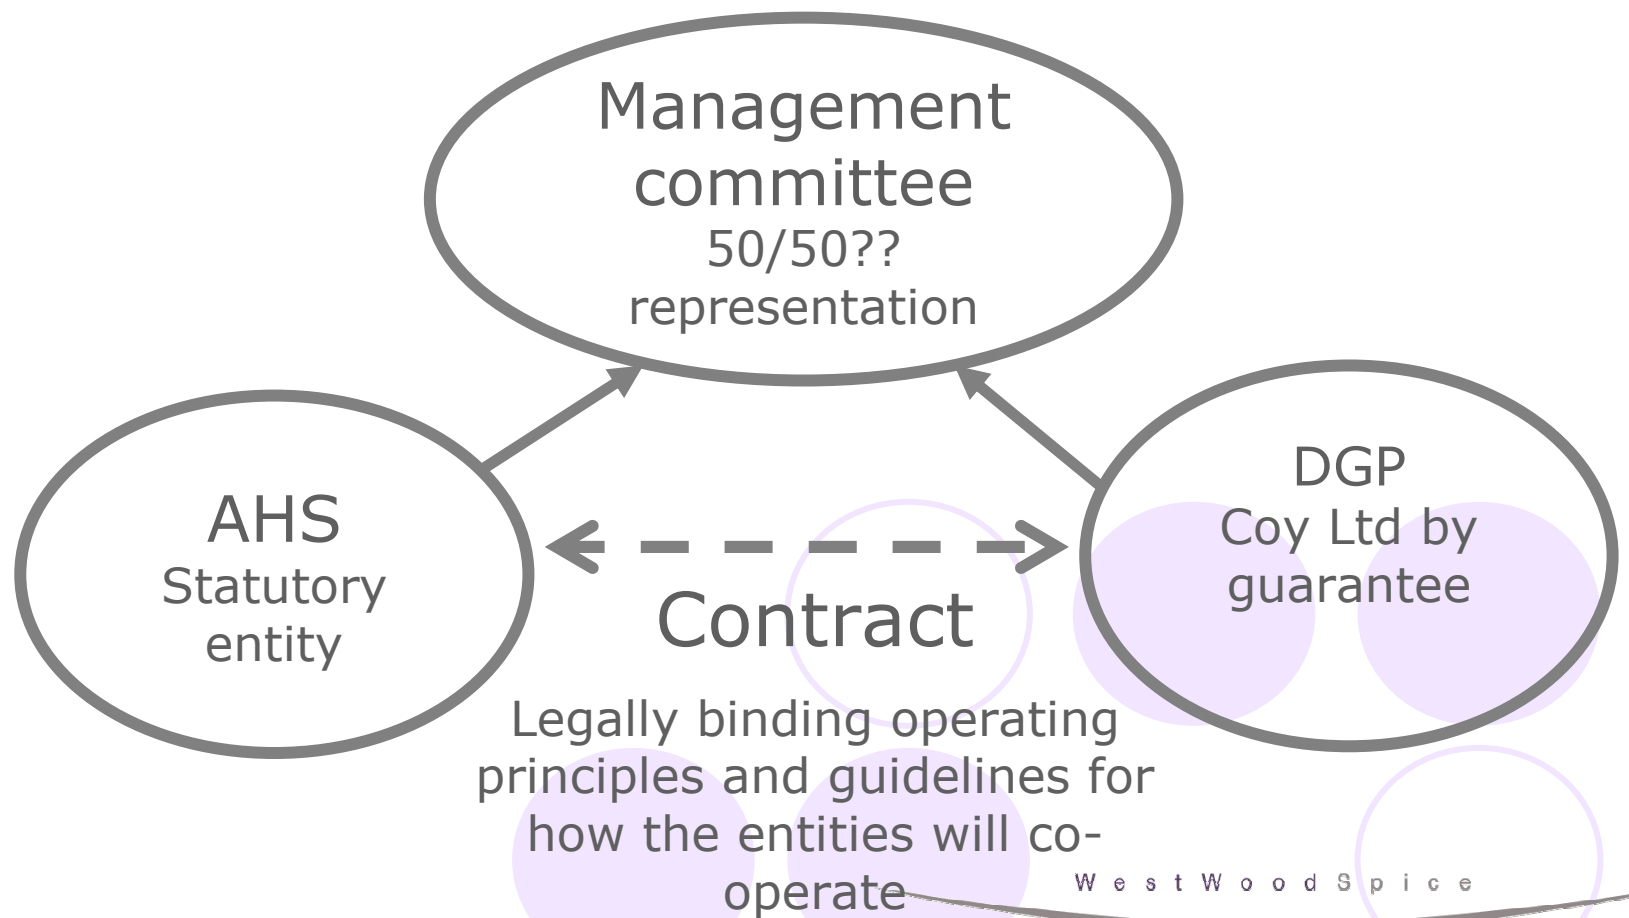 Management
committee
50/50??
representation
AHS
Statutory
entity
DGP
Coy Ltd by
guarantee
Contract
Legally binding operating
principles and guidelines for
how the entities will co-
operate
WestWoodSpice